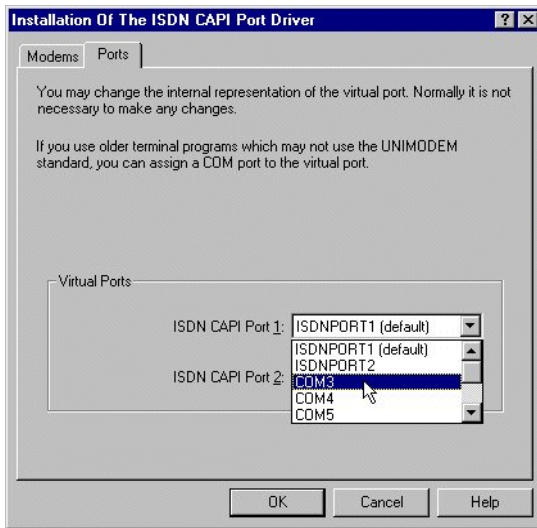 Installation Of The ISDN CAPI Port Driver
Modems
Ports
You may change the internal representation of the virtual port. Normally it is not
necessary to make any changes.
If you use older terminal programs which may not use the UNIMODEM
standard, you can assign a COM port to the virtual port.
Virtual Ports
ISDN CAPI Port 1: ISDNPORT1 (default)
ISDNPORT1 (default)
ISDNPORT2
ISDN CAPI Port 2: COM3
COM4
COM5
OK Cancel Help